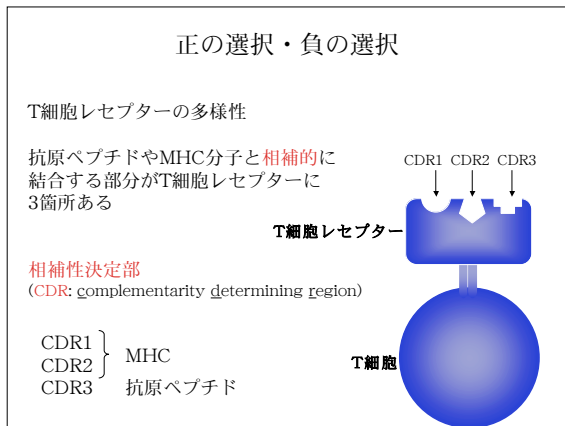 正の選択・負の選択
T細胞レセプターの多様性
抗原ペプチドやMHC分子と相補的に
結合する部分がT細胞レセプターに
3箇所ある
相補性決定部
(CDR: complementarity determining region)
CDR1
CDR2
MHC
CDR3 抗原ペプチド
CDR1 CDR2 CDR3
T細胞レセプター
T細胞